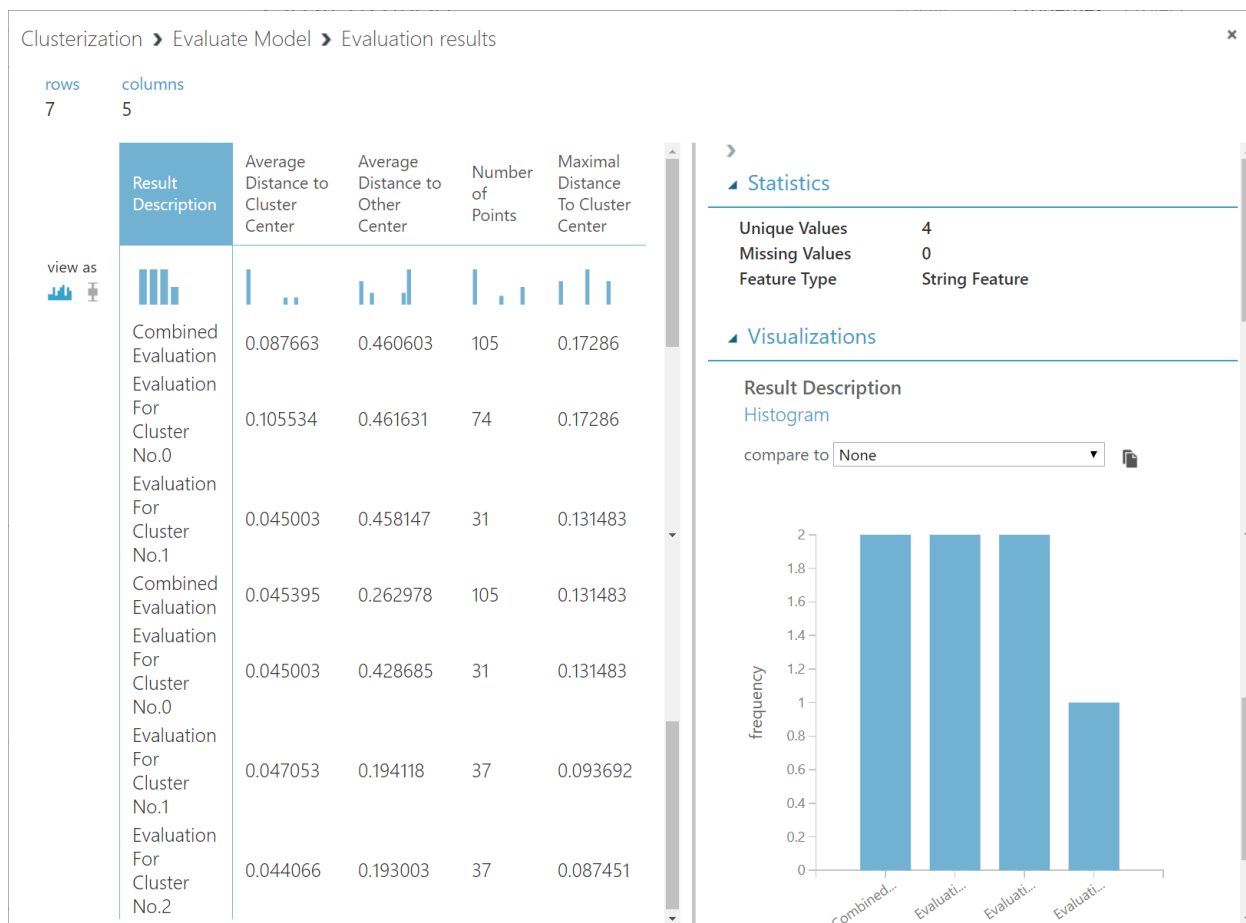 Clusterization ❯ Evaluate Model ❯ Evaluation results
rows
columns
7
5
Result
Description
Average
Distance to
Cluster
Center
Average
Distance to
Other
Center
Number
of
Points
Maximal
Distance
To Cluster
Center
view as
Combined
Evaluation
0.087663
0.460603
105
0.17286
Evaluation
For
Cluster
No.0
0.105534
0.461631
74
0.17286
Evaluation
For
Cluster
No.1
0.045003
0.458147
31
0.131483
Combined
Evaluation
0.045395
0.262978
105
0.131483
Evaluation
For
Cluster
No.0
0.045003
0.428685
31
0.131483
Evaluation
For
Cluster
No.1
0.047053
0.194118
37
0.093692
Evaluation
For
Cluster
No.2
0.044066
0.193003
37
0.087451
Statistics
Unique Values 4
Missing Values 0
Feature Type String Feature
Visualizations
Result Description
Histogram
compare to None
frequency
2
1.8
1.6
1.4
1.2
1
0.8
0.6
0.4
0.2
0
Combined...
Evaluati...
Evaluati...
Evaluati...